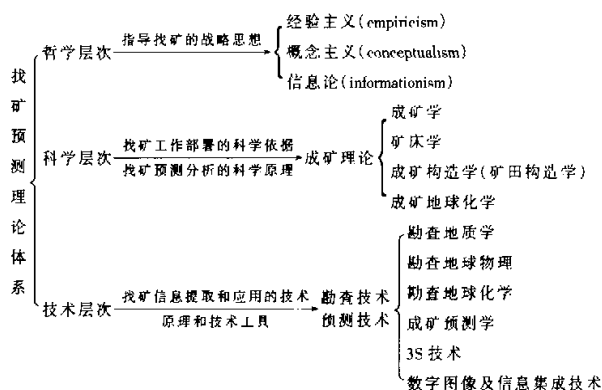 找矿预测理论体系
哲学层次
指导找矿的战略思想
经验主义(empiricism)
概念主义(conceptualism)
信息论(informationism)
科学层次
找矿工作部署的科学依据
找矿预测分析的科学原理
成矿理论
成矿学
矿床学
成矿构造学(矿田构造学)
成矿地球化学
技术层次
找矿信息提取和应用的技术
原理和技术工具
勘查技术
预测技术
勘查地质学
勘查地球物理
勘查地球化学
成矿预测学
3S技术
数字图像及信息集成技术